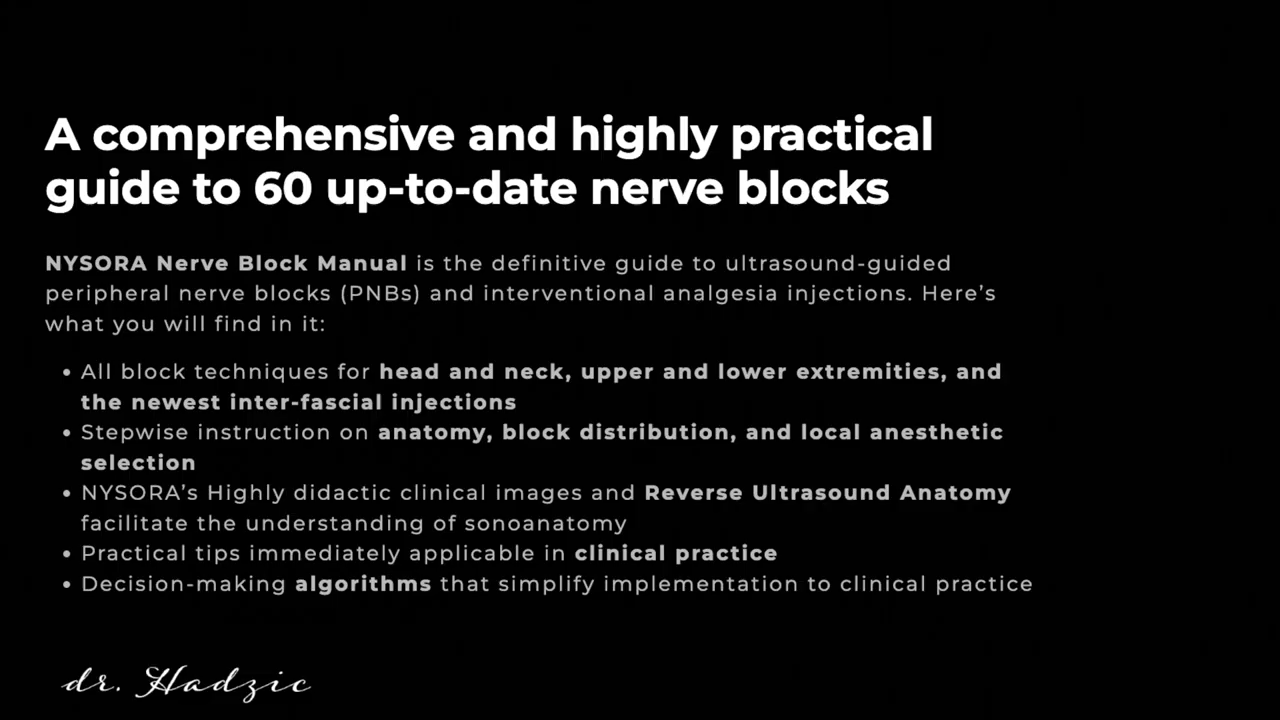 A comprehensive and highly practical
guide to 60 up-to-date nerve blocks
NYSORA Nerve Block Manual is the definitive guide to ultrasound-guided
peripheral nerve blocks (PNBs) and interventional analgesia injections. Here's
what you will find in it:
• All block techniques for head and neck, upper and lower extremities, and
the newest inter-fascial injections
• Stepwise instruction on anatomy, block distribution, and local anesthetic
selection
• NYSORA's Highly didactic clinical images and Reverse Ultrasound Anatomy
facilitate the understanding of sonoanatomy
• Practical tips immediately applicable in clinical practice
• Decision-making algorithms that simplify implementation to clinical practice
dr. Hadzic